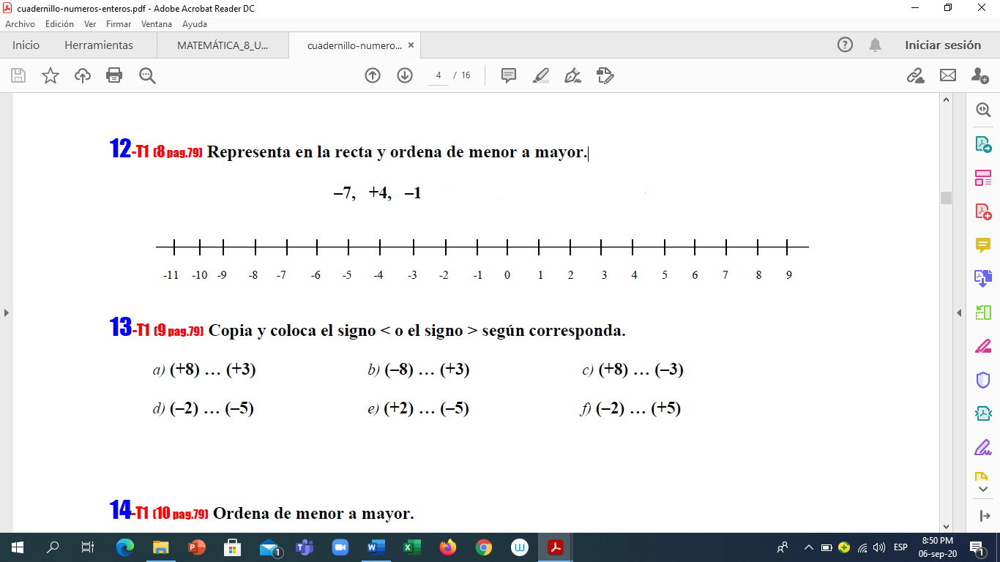 cuadernillo-numeros-enteros.pdf - Adobe Acrobat Reader DC
Archivo Edición Ver Firmar Ventana Ayuda
Inicio Herramientas MATEMÁTICA_8_U... cuadernillo-numero... × Iniciar sesión
4 / 16
12-T1 (8 pag.79) Representa en la recta y ordena de menor a mayor.
–7, +4, –1
-11 -10 -9 -8 -7 -6 -5 -4 -3 -2 -1 0 1 2 3 4 5 6 7 8 9
13-T1 (9 pag.79) Copia y coloca el signo < o el signo > según corresponda.
a) (+8) … (+3) b) (–8) … (+3) c) (+8) … (–3)
d) (–2) … (–5) e) (+2) … (–5) f) (–2) … (+5)
14-T1 (10 pag.79) Ordena de menor a mayor.
ESP 8:50 PM
06-sep-20